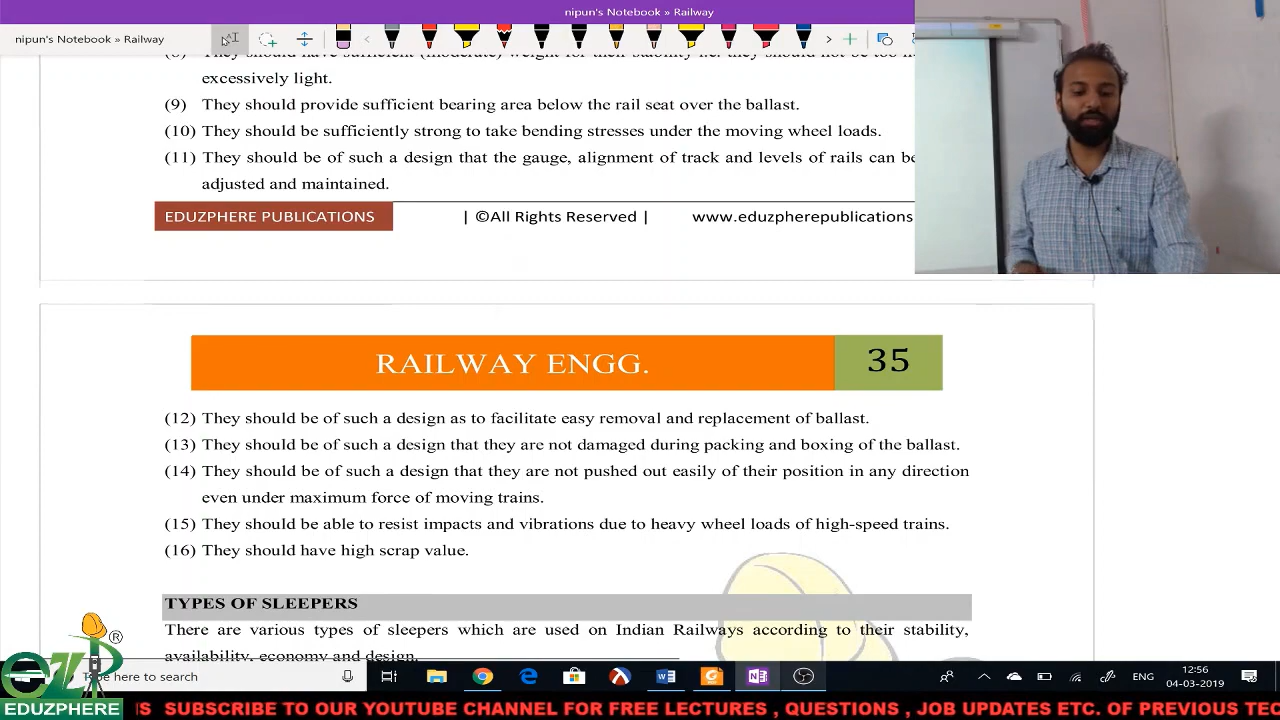 nipun's Notebook » Railway
nipun's Notebook » Railway
excessively light.
(9) They should provide sufficient bearing area below the rail seat over the ballast.
(10) They should be sufficiently strong to take bending stresses under the moving wheel loads.
(11) They should be of such a design that the gauge, alignment of track and levels of rails can be
adjusted and maintained.
EDUZPHERE PUBLICATIONS | ©All Rights Reserved | www.eduzpherepublications
RAILWAY ENGG. 35
(12) They should be of such a design as to facilitate easy removal and replacement of ballast.
(13) They should be of such a design that they are not damaged during packing and boxing of the ballast.
(14) They should be of such a design that they are not pushed out easily of their position in any direction
even under maximum force of moving trains.
(15) They should be able to resist impacts and vibrations due to heavy wheel loads of high-speed trains.
(16) They should have high scrap value.
TYPES OF SLEEPERS
There are various types of sleepers which are used on Indian Railways according to their stability,
availability, economy and design.
here to search
ENG
12:56
04-03-2019
EZ
®
EDUZPHERE
SUBSCRIBE TO OUR YOUTUBE CHANNEL FOR FREE LECTURES , QUESTIONS , JOB UPDATES ETC. OF PREVIOUS